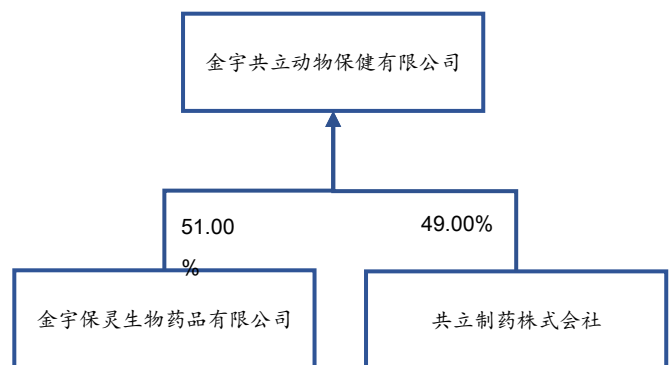 金宇共立动物保健有限公司
51.00
%
49.00%
金宇保灵生物药品有限公司
共立制药株式会社